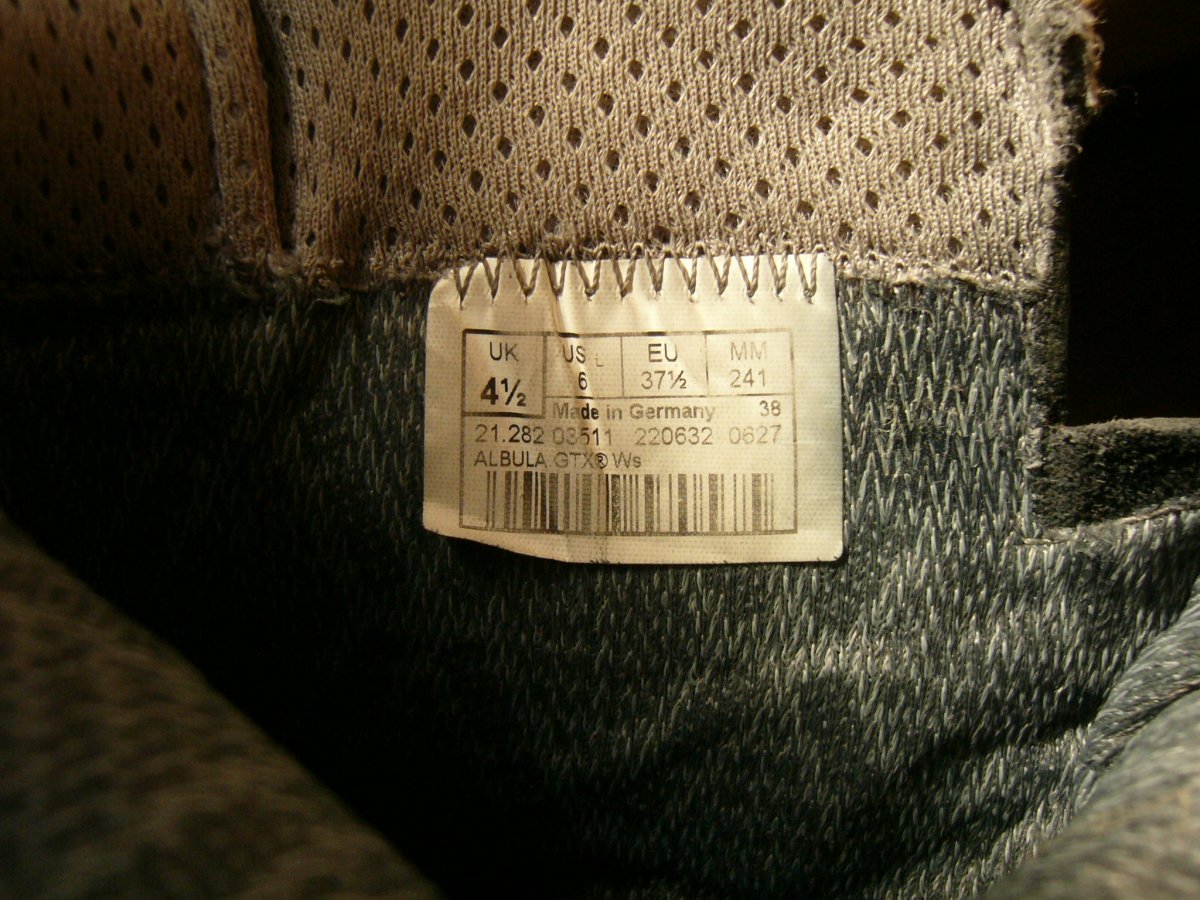 UK US L EU MM
4½ 6 37½ 241
Made in Germany 38
21.282 03511 220632 0627
ALBULA GTX® Ws